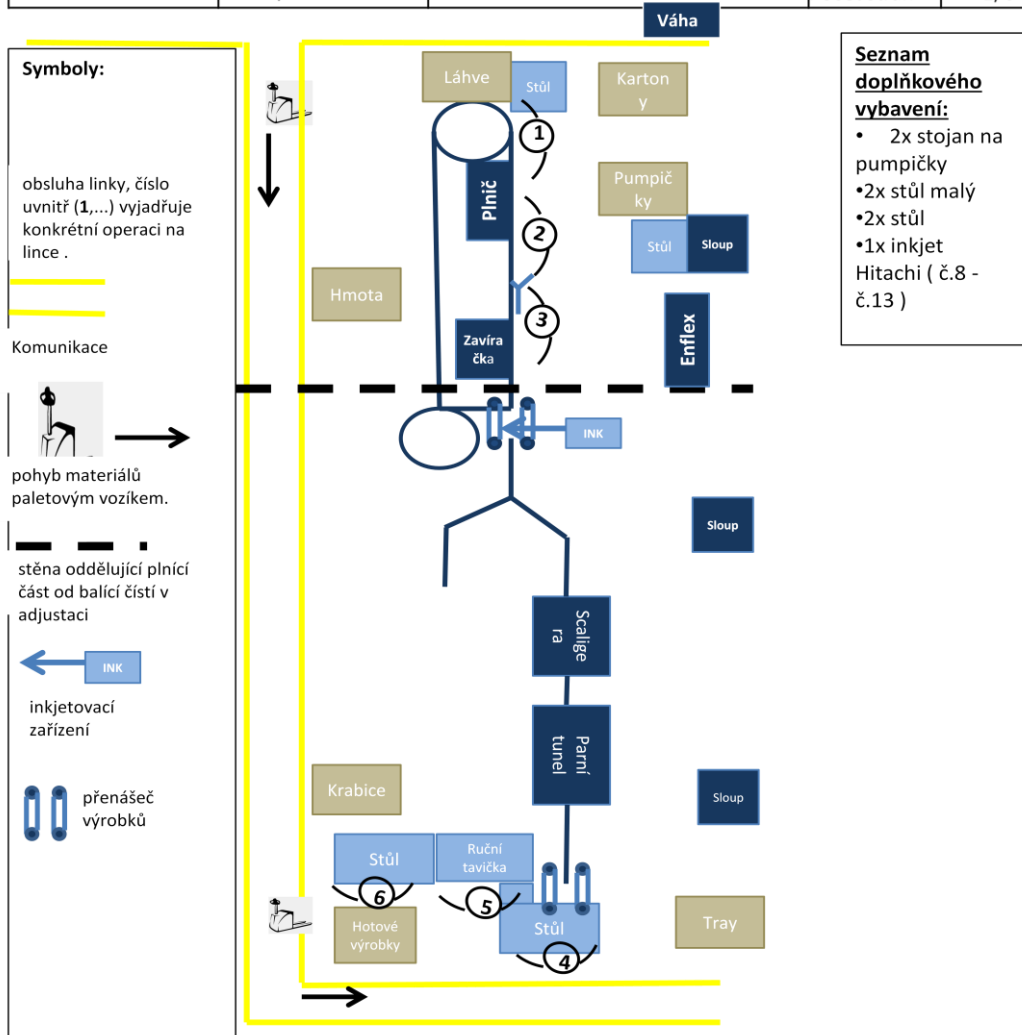 Váha
Symboly:
obsluha linky, číslo
uvnitř (1,...) vyjadřuje
konkrétní operaci na
lince .
Komunikace
pohyb materiálů
paletovým vozíkem.
stěna oddělující plnící
část od balící čístí v
adjustaci
INK
inkjetovací
zařízení
přenášeč
výrobků
Láhve
Stůl
Karton
y
1
Plnič
Pumpič
ky
2
Stůl
Sloup
Hmota
3
Zavíra
čka
Enflex
INK
Sloup
Scalige
ra
Parní
tunel
Krabice
Sloup
Stůl
Ruční
tavička
6
5
Hotové
výrobky
Stůl
4
Tray
Seznam
doplňkového
vybavení:
• 2x stojan na
pumpičky
•2x stůl malý
•2x stůl
•1x inkjet
Hitachi ( č.8 -
č.13 )